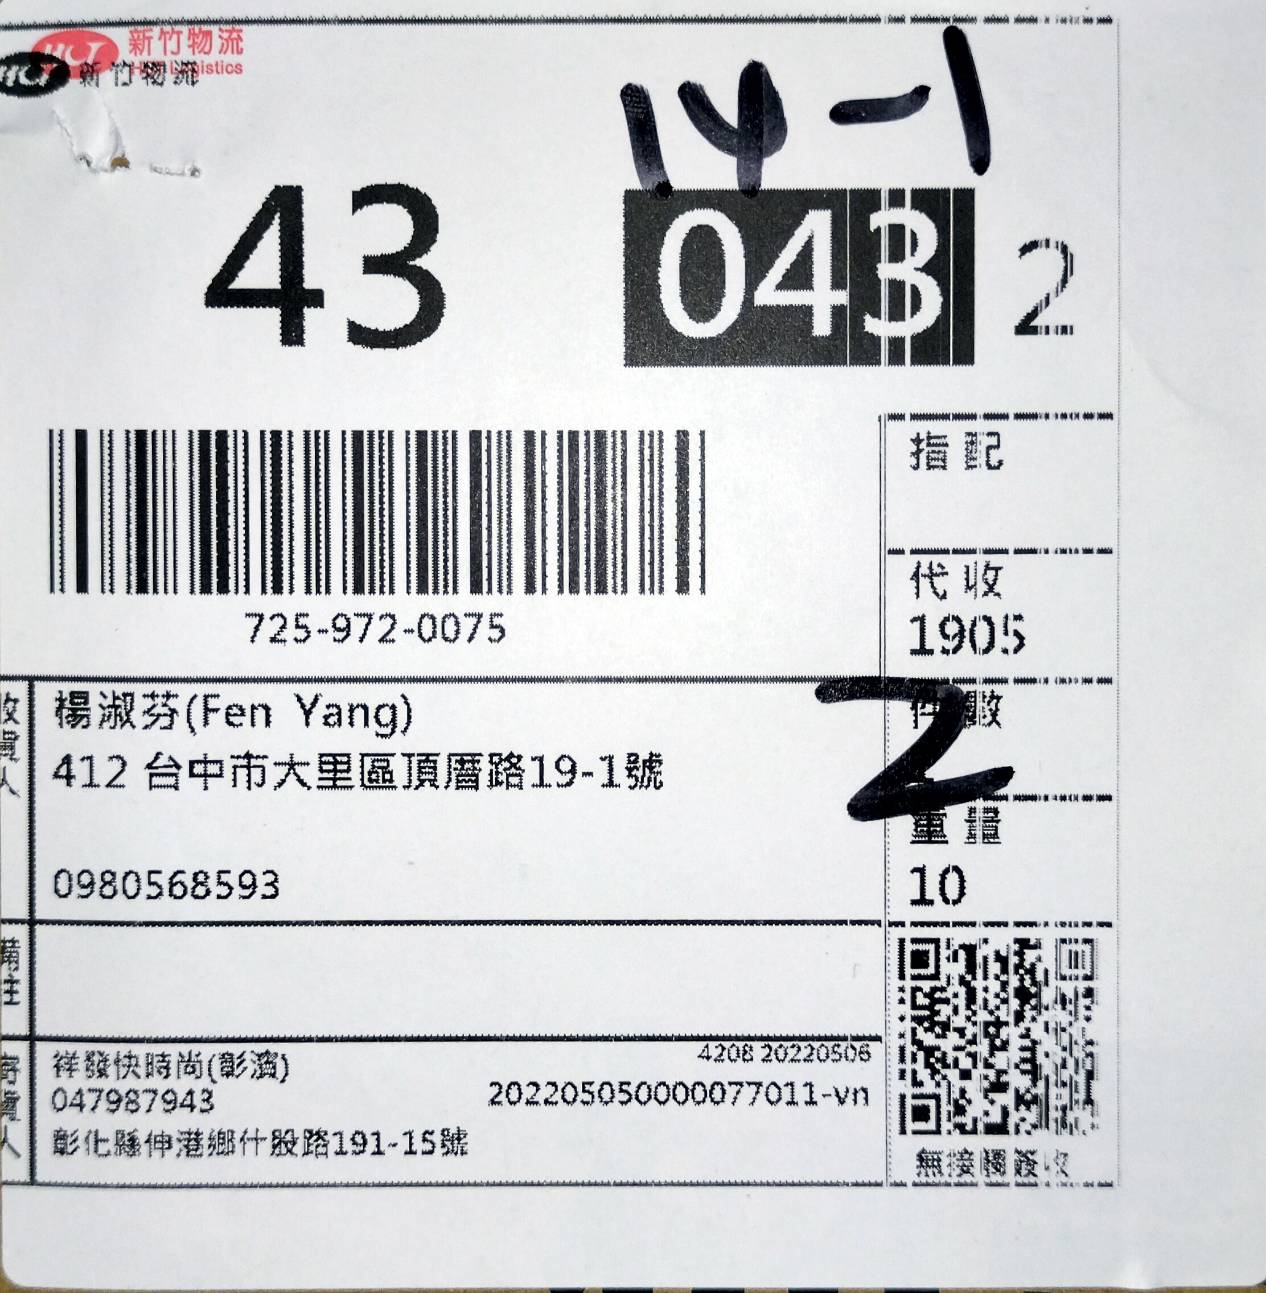 HCT 新竹物流
HCT Logistics
HCT 新竹物流
14-1
43
043
2
指配
代收
1905
725-972-0075
2
件數
收貨人
楊淑芬(Fen Yang)
412 台中市大里區頂厝路19-1號
0980568593
重量
10
備註
寄貨人
祥發快時尚(彰濱)
4208 20220506
047987943
202205050000077011-vn
彰化縣伸港鄉什股路191-15號
無接觸簽收